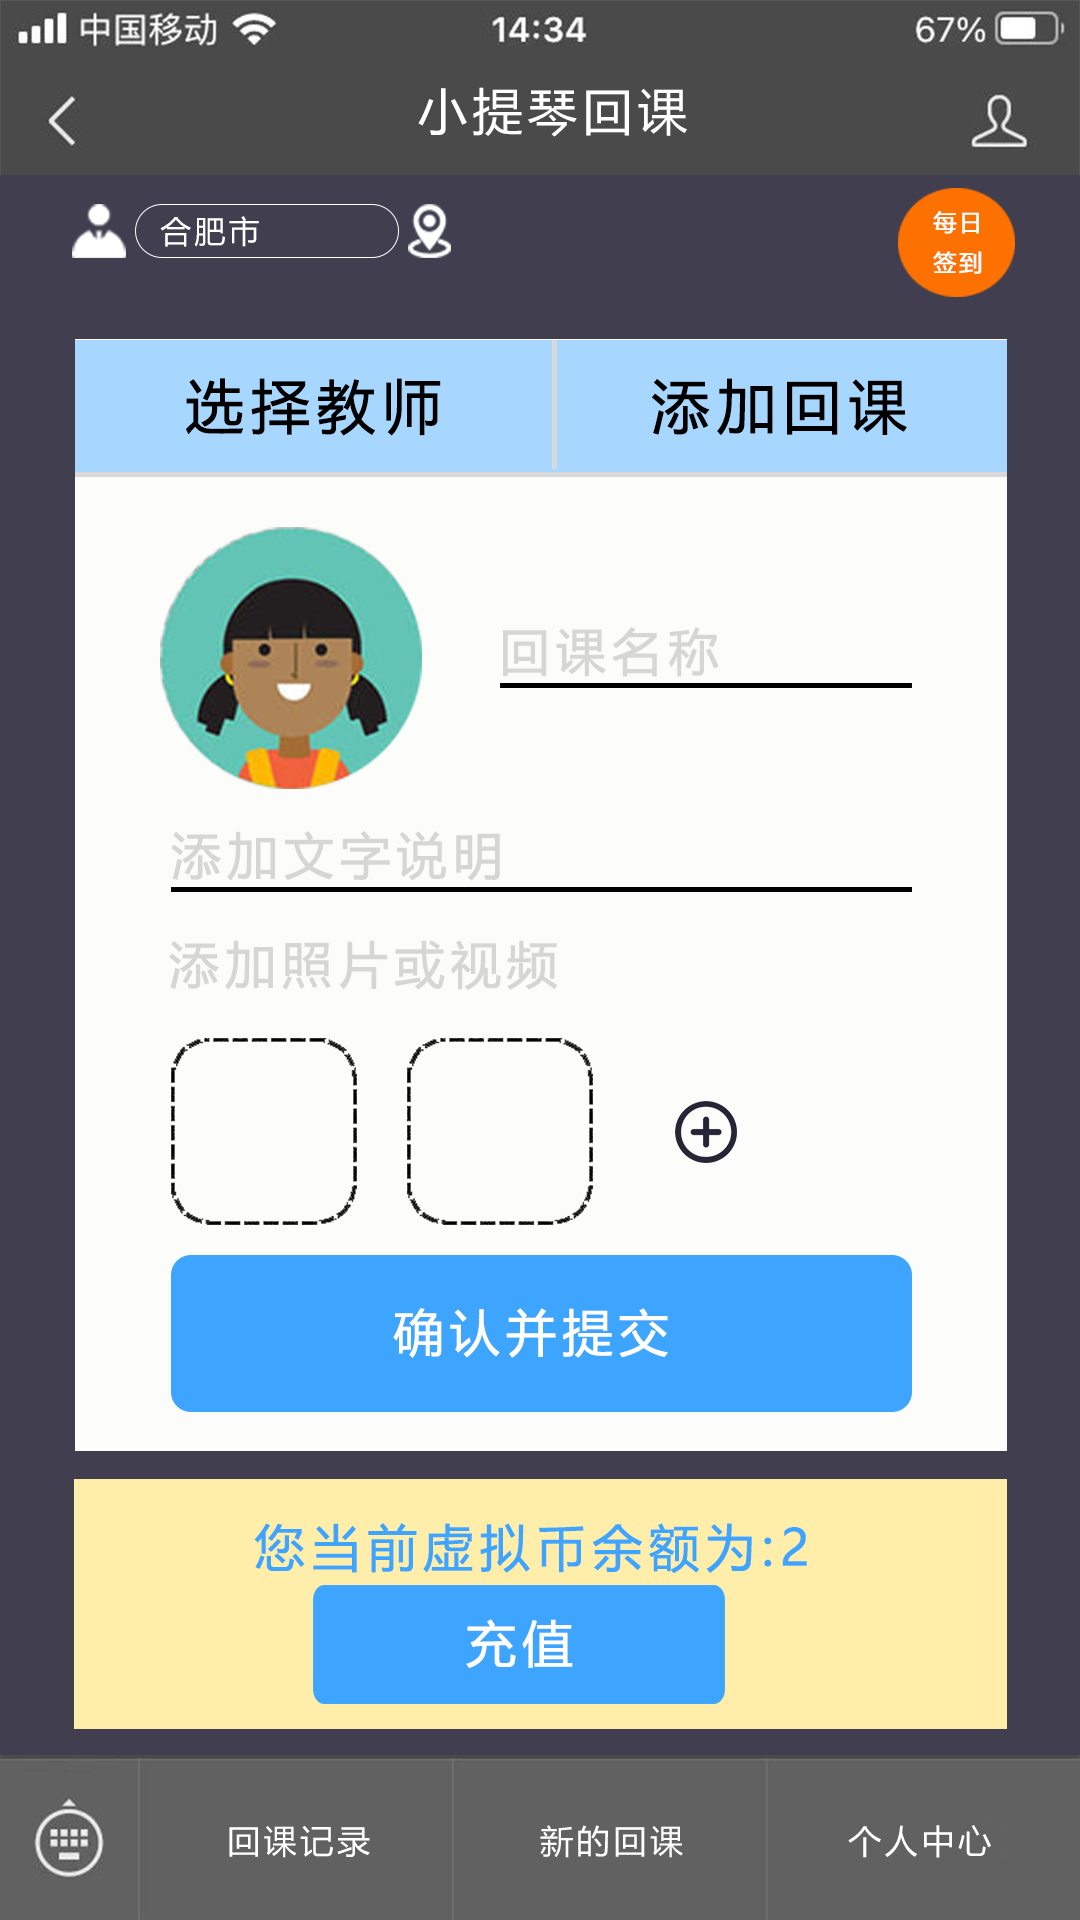 中国移动 14:34 67%
小提琴回课
合肥市
每日
签到
选择教师 添加回课
回课名称
添加文字说明
添加照片或视频
确认并提交
您当前虚拟币余额为:2
充值
回课记录 新的回课 个人中心